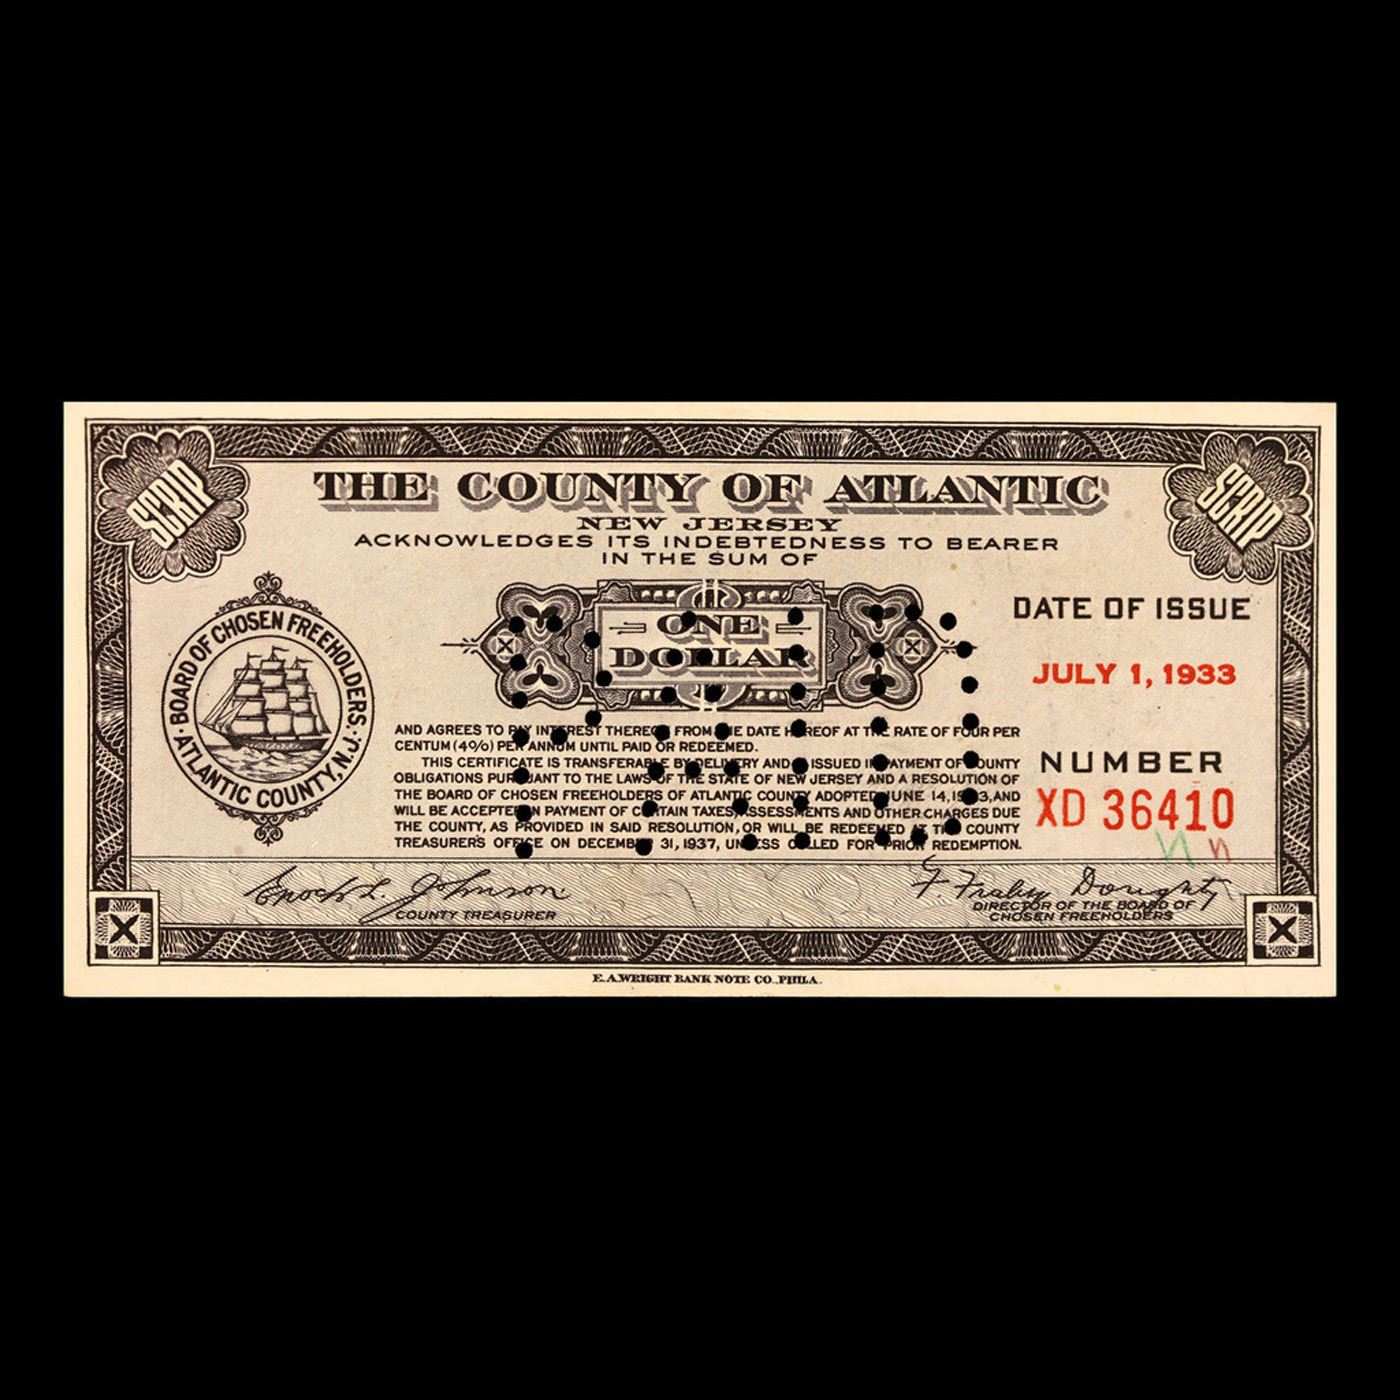 SCRIP
SCRIP
THE COUNTY OF ATLANTIC
NEW JERSEY
ACKNOWLEDGES ITS INDEBTEDNESS TO BEARER
IN THE SUM OF
ONE
DOLLAR
BOARD OF CHOSEN FREEHOLDERS.
ATLANTIC COUNTY, N.J.
DATE OF ISSUE
JULY 1, 1933
NUMBER
XD 36410
AND AGREES TO PAY INTEREST THEREON FROM THE DATE HEREOF AT THE RATE OF FOUR PER
CENTUM (4%) PER ANNUM UNTIL PAID OR REDEEMED.
THIS CERTIFICATE IS TRANSFERABLE BY DELIVERY AND IS ISSUED IN PAYMENT OF COUNTY
OBLIGATIONS PURSUANT TO THE LAWS OF THE STATE OF NEW JERSEY AND A RESOLUTION OF
THE BOARD OF CHOSEN FREEHOLDERS OF ATLANTIC COUNTY ADOPTED JUNE 14, 1933, AND
WILL BE ACCEPTED IN PAYMENT OF CERTAIN TAXES, ASSESSMENTS AND OTHER CHARGES DUE
THE COUNTY, AS PROVIDED IN SAID RESOLUTION, OR WILL BE REDEEMED AT THE COUNTY
TREASURER'S OFFICE ON DECEMBER 31, 1937, UNLESS CALLED FOR PRIOR REDEMPTION.
PAID
Enoch L. Johnson.
COUNTY TREASURER
F. Fraley Doughty
DIRECTOR OF THE BOARD OF
CHOSEN FREEHOLDERS
X
X
E.A. WRIGHT BANK NOTE CO., PHILA.